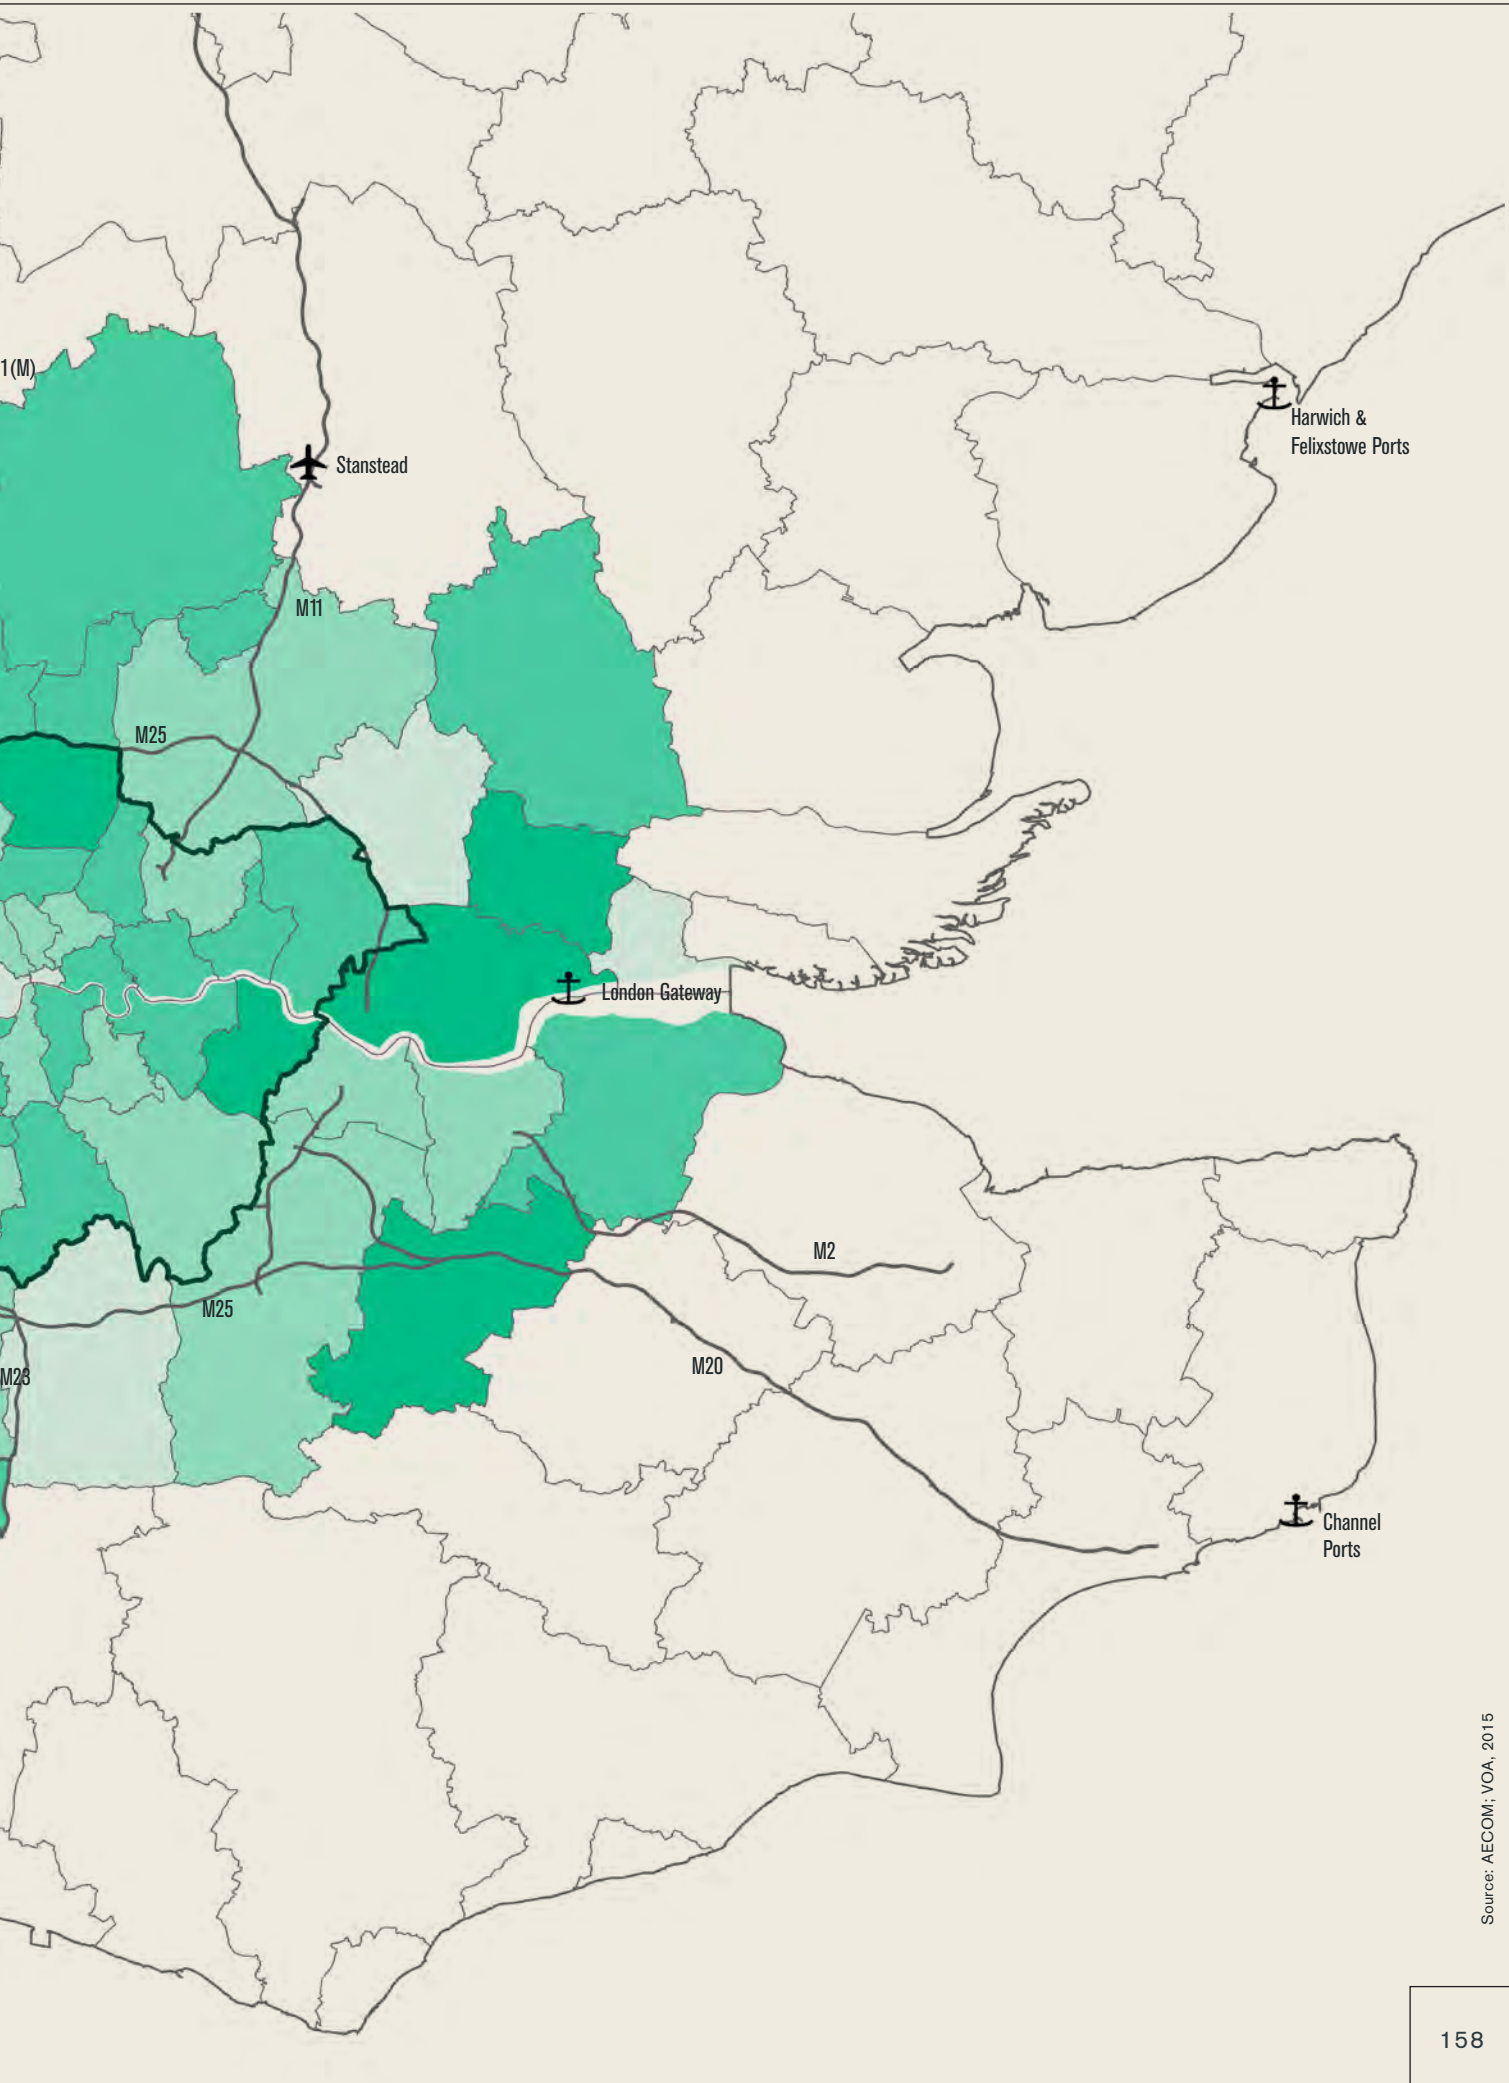 1(M)
Harwich &
Felixstowe Ports
Stanstead
M11
M25
London Gateway
M2
M25
M20
M23
Channel
Ports
Source: AECOM; VOA, 2015
158